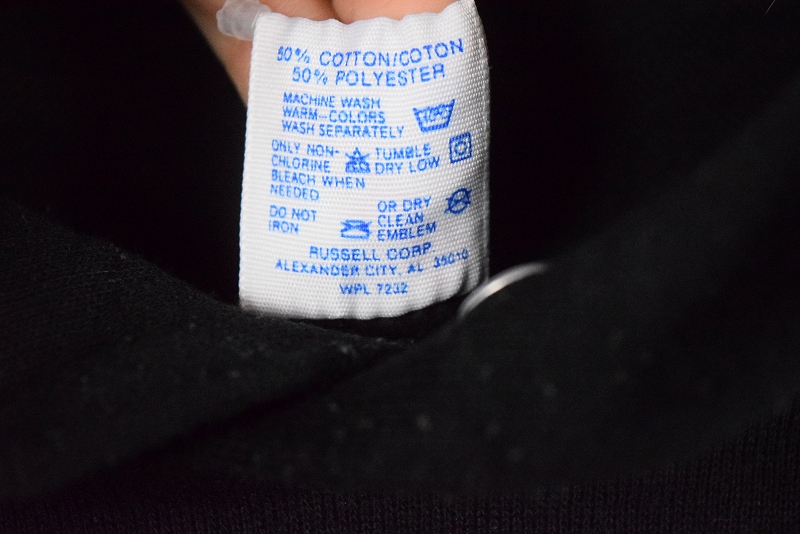 50% COTTON/COTON
50% POLYESTER
MACHINE WASH
WARM-COLORS
WASH SEPARATELY
ONLY NON-
CHLORINE
BLEACH WHEN
NEEDED
TUMBLE
DRY LOW
DO NOT
IRON
OR DRY
CLEAN
EMBLEM
RUSSELL CORP.
ALEXANDER CITY, AL 35010
WPL 7232